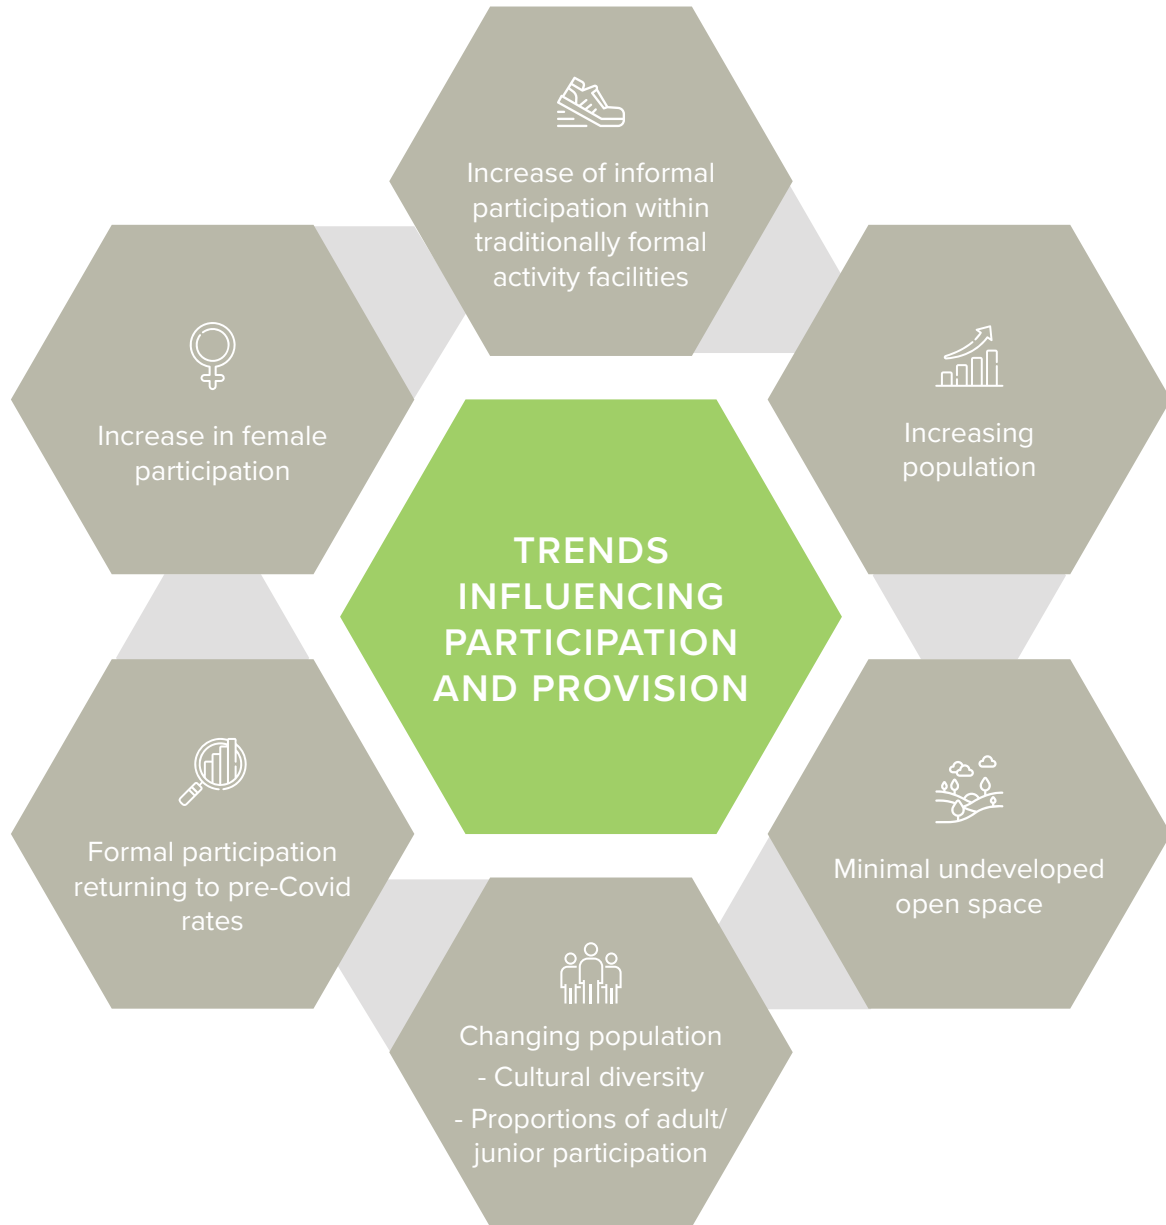 Increase of informal
participation within
traditionally formal
activity facilities
Increase in female
participation
Increasing
population
TRENDS
INFLUENCING
PARTICIPATION
AND PROVISION
Formal participation
returning to pre-Covid
rates
Minimal undeveloped
open space
Changing population
- Cultural diversity
- Proportions of adult/
junior participation